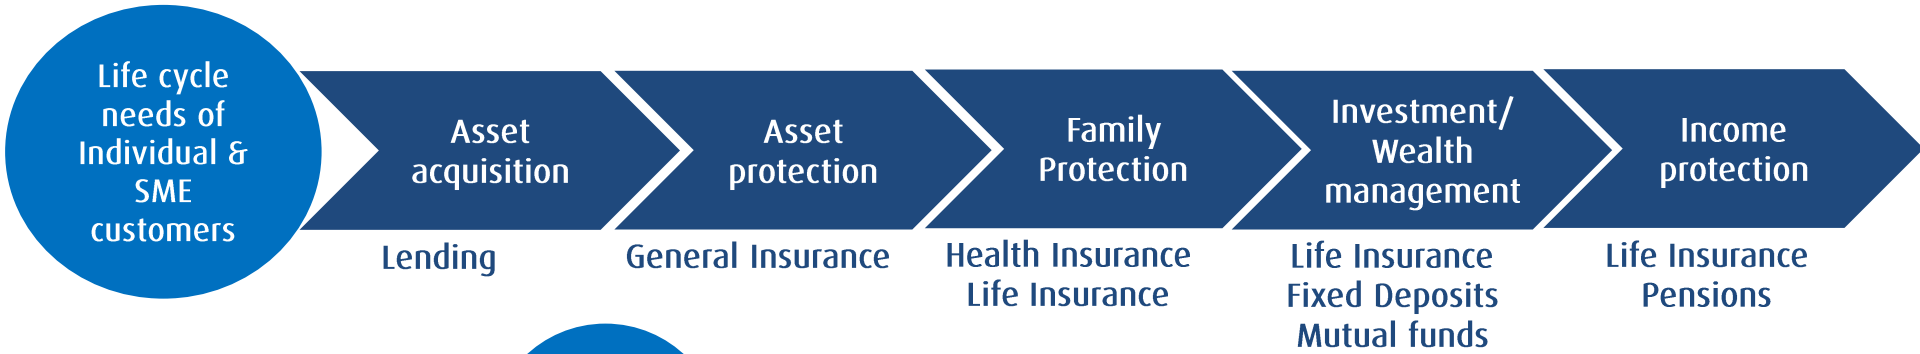 Life cycle
needs of
Individual &
SME
customers
Asset
acquisition
Asset
protection
Family
Protection
Investment/
Wealth
management
Income
protection
Lending
General Insurance
Health Insurance
Life Insurance
Life Insurance
Fixed Deposits
Mutual funds
Life Insurance
Pensions